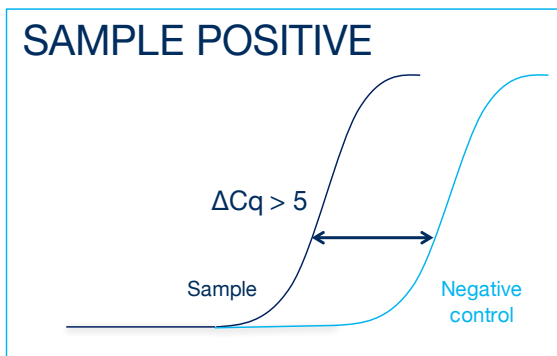 SAMPLE POSITIVE
ΔCq > 5
Sample
Negative
control